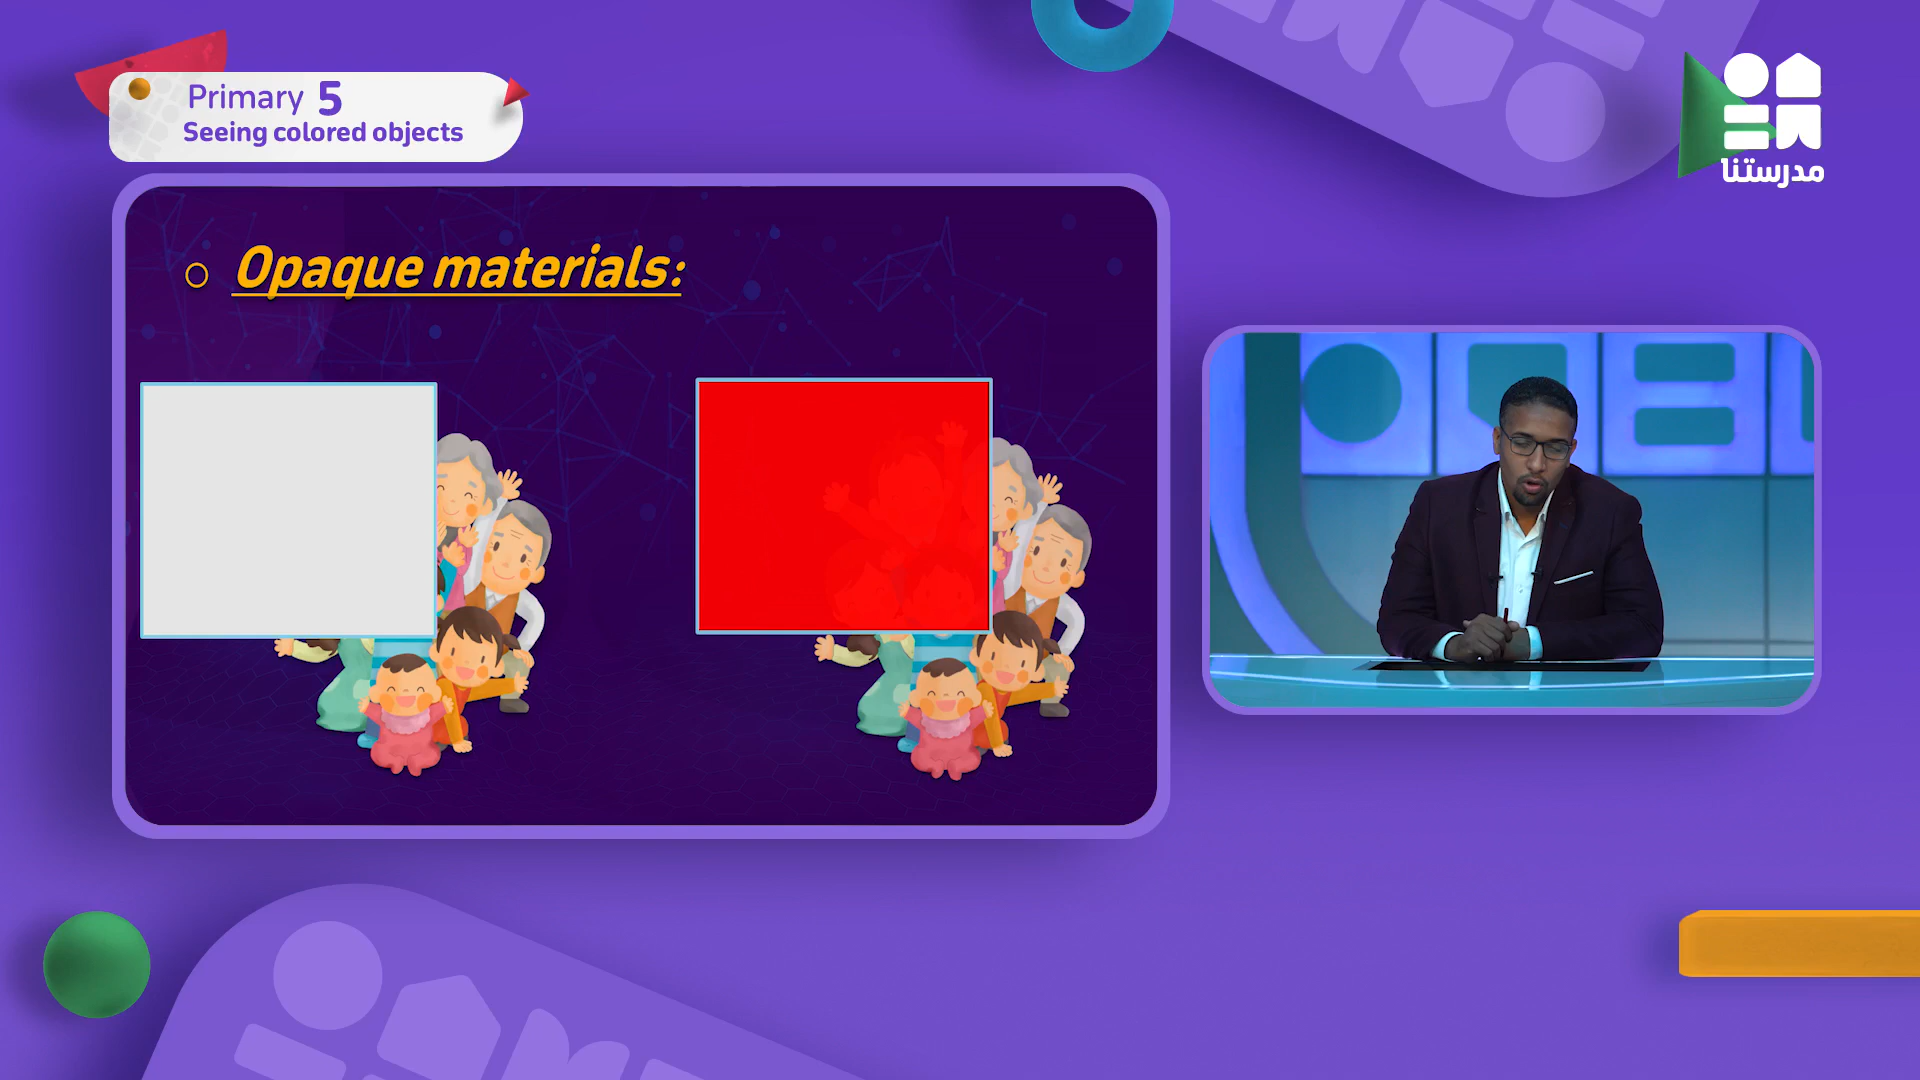 Primary 5
Seeing colored objects
مدرستنا
Opaque materials: